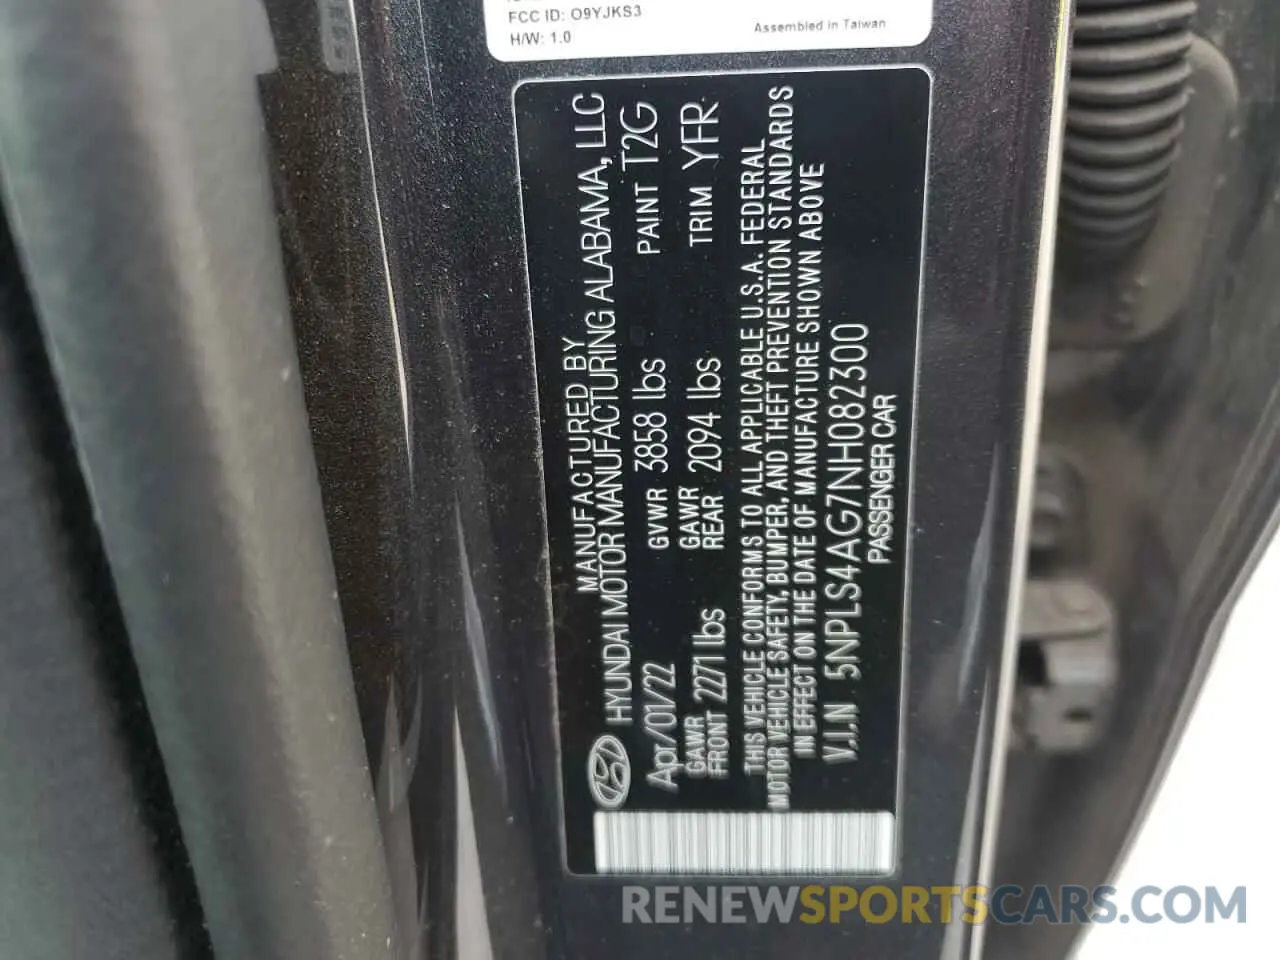 FCC ID: O9YJKS3
H/W: 1.0
Assembled in Taiwan
MANUFACTURED BY
HYUNDAI MOTOR MANUFACTURING ALABAMA, LLC
Apr/01/22 GVWR 3858 lbs PAINT T2G
GAWR FRONT 2271 lbs GAWR REAR 2094 lbs TRIM YFR
THIS VEHICLE CONFORMS TO ALL APPLICABLE U.S.A. FEDERAL
MOTOR VEHICLE SAFETY, BUMPER, AND THEFT PREVENTION STANDARDS
IN EFFECT ON THE DATE OF MANUFACTURE SHOWN ABOVE
V.I.N 5NPLS4AG7NH082300
PASSENGER CAR
RENEWSPORTSCARS.COM